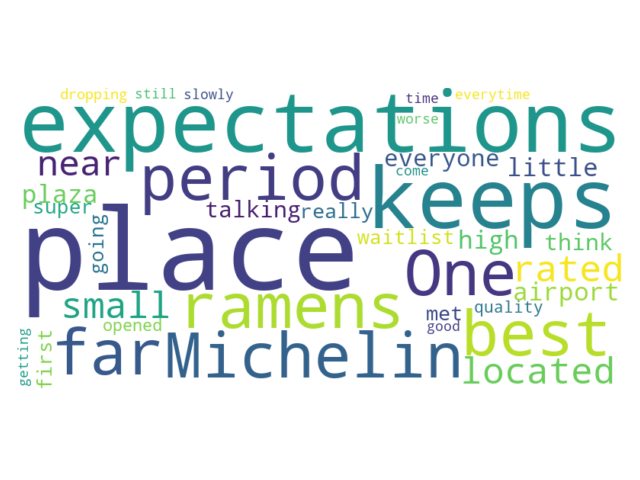 dropping still slowly time everytime
expectations
worse
near period everyone come little
plaza super talking really keeps
going place waitlist high think
One rated
small ramens airport
opened met quality
good
far Michelin best
first located
getting